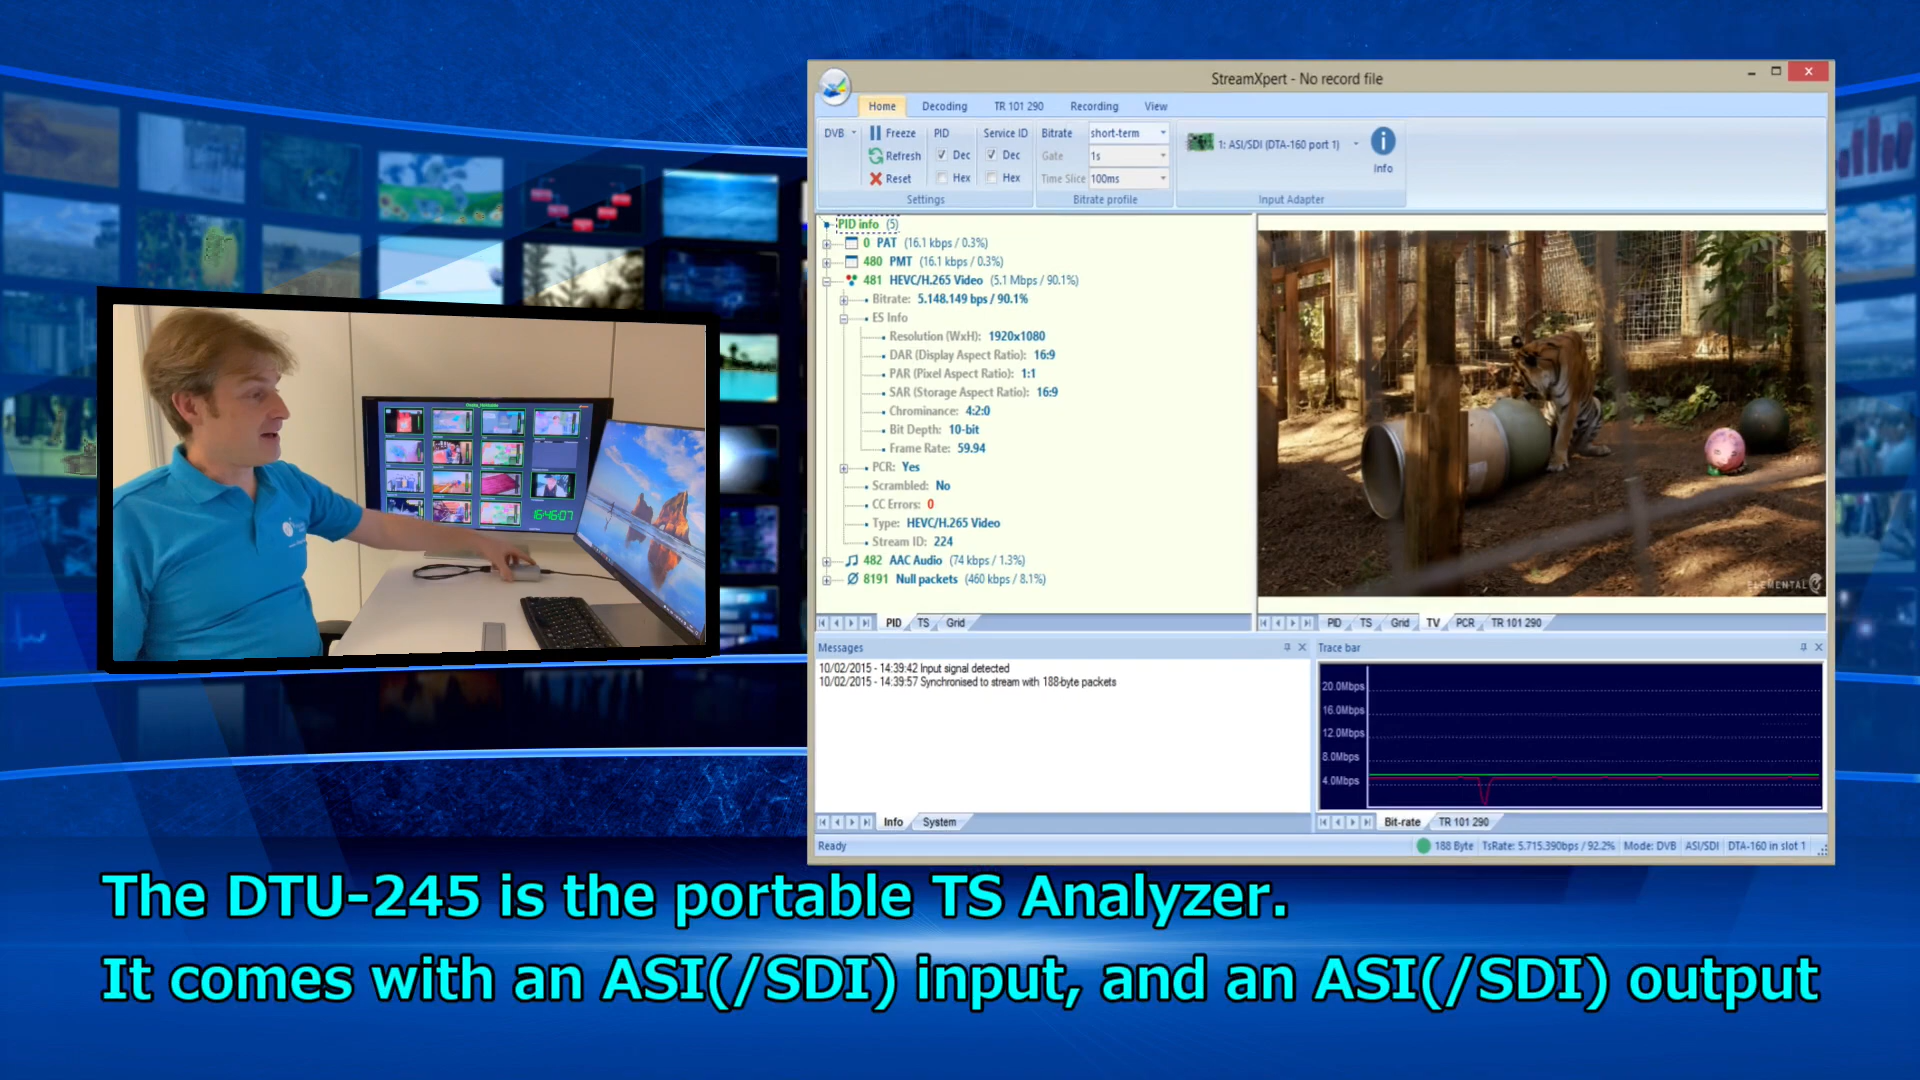 StreamXpert - No record file
Home Decoding TR 101 290 Recording View
DVB Freeze PID Service ID Bitrate short-term 1: ASI/SDI (DTA-160 port 1)
Refresh Dec Dec Gate 1s
Reset Hex Hex Time Slice 100ms Info
Settings Bitrate profile Input Adapter
PID info (5)
0 PAT (16.1 kbps / 0.3%)
480 PMT (16.1 kbps / 0.3%)
481 HEVC/H.265 Video (5.1 Mbps / 90.1%)
Bitrate: 5.148.149 bps / 90.1%
ES Info
Resolution (WxH): 1920x1080
DAR (Display Aspect Ratio): 16:9
PAR (Pixel Aspect Ratio): 1:1
SAR (Storage Aspect Ratio): 16:9
Chrominance: 4:2:0
Bit Depth: 10-bit
Frame Rate: 59.94
PCR: Yes
Scrambled: No
CC Errors: 0
Type: HEVC/H.265 Video
Stream ID: 224
482 AAC Audio (74 kbps / 1.3%)
8191 Null packets (460 kbps / 8.1%)
ELEMENTAL
16:46:07
PID TS Grid
PID TS Grid TV PCR TR 101 290
Messages
10/02/2015 - 14:39:42 Input signal detected
10/02/2015 - 14:39:57 Synchronised to stream with 188-byte packets
Trace bar
20.0Mbps
16.0Mbps
12.0Mbps
8.0Mbps
4.0Mbps
Info System
Bit-rate TR 101 290
Ready
188 Byte TsRate: 5.715.390bps / 92.2% Mode: DVB ASI/SDI DTA-160 in slot 1
The DTU-245 is the portable TS Analyzer.
It comes with an ASI(/SDI) input, and an ASI(/SDI) output